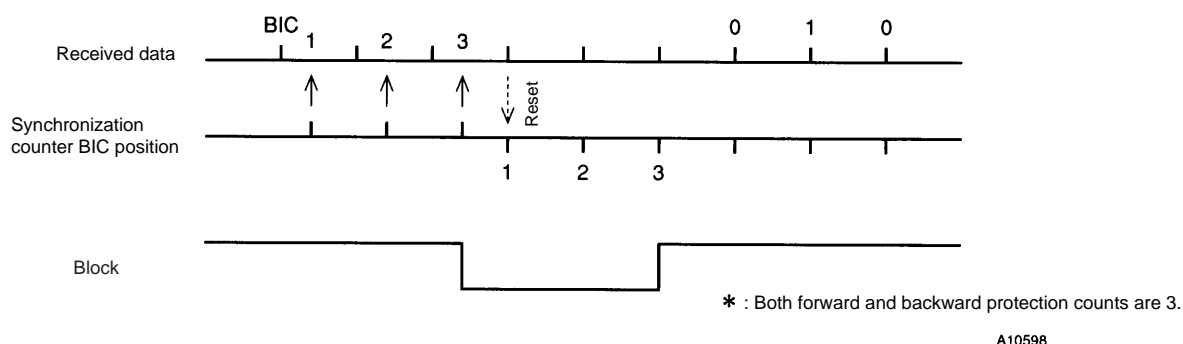 BIC
1 2 3 0 1 0
Received data
Reset
Synchronization
counter BIC position
1 2 3
Block
* : Both forward and backward protection counts are 3.
A10598